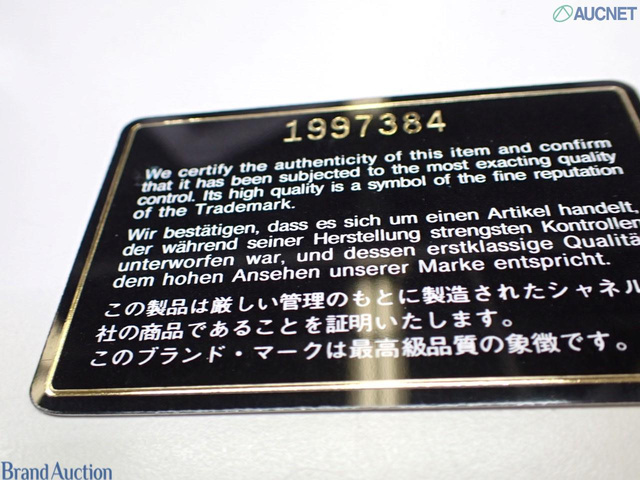 AUCNET
1997384
We certify the authenticity of this item and confirm
that it has been subjected to the most exacting quality
control. Its high quality is a symbol of the fine reputation
of the Trademark.
Wir bestätigen, dass es sich um einen Artikel handelt,
der während seiner Herstellung strengsten Kontrollen
unterworfen war, und dessen erstklassige Qualitä
dem hohen Ansehen unserer Marke entspricht.
この製品は厳しい管理のもとに製造されたシャネル
社の商品であることを証明いたします。
このブランド・マークは最高級品質の象徴です。
Brand Auction